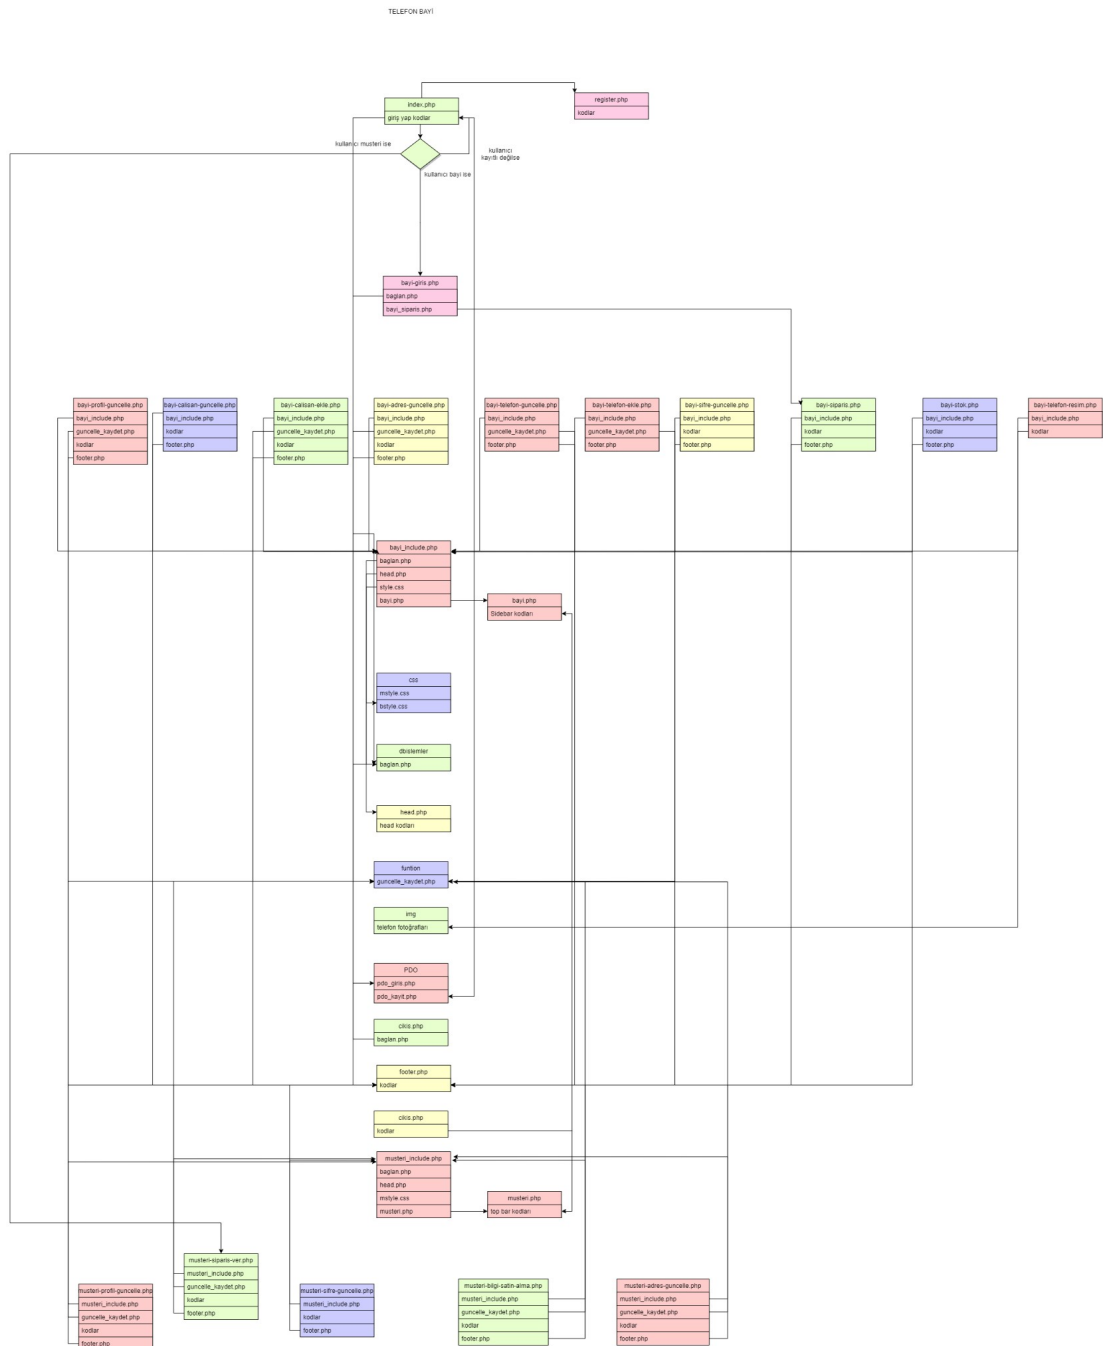 TELEFON BAYİ
index.php
giriş yap kodlar
register.php
kodlar
kullanıcı musteri ise
kullanıcı
kayıtlı değilse
kullanıcı bayi ise
bayi-giris.php
baglan.php
bayi_siparis.php
bayi-profil-guncelle.php
bayi_include.php
guncelle_kaydet.php
kodlar
footer.php
bayi-calisan-guncelle.php
bayi_include.php
kodlar
footer.php
bayi-calisan-ekle.php
bayi_include.php
guncelle_kaydet.php
kodlar
footer.php
bayi-adres-guncelle.php
bayi_include.php
guncelle_kaydet.php
kodlar
footer.php
bayi-telefon-guncelle.php
bayi_include.php
guncelle_kaydet.php
footer.php
bayi-telefon-ekle.php
bayi_include.php
guncelle_kaydet.php
footer.php
bayi-sifre-guncelle.php
bayi_include.php
kodlar
footer.php
bayi-siparis.php
bayi_include.php
kodlar
footer.php
bayi-stok.php
bayi_include.php
kodlar
footer.php
bayi-telefon-resim.php
bayi_include.php
kodlar
bayi_include.php
baglan.php
head.php
style.css
bayi.php
bayi.php
Sidebar kodları
css
mstyle.css
bstyle.css
dbislemler
baglan.php
head.php
head kodları
funtion
guncelle_kaydet.php
img
telefon fotoğrafları
PDO
pdo_giris.php
pdo_kayit.php
cikis.php
baglan.php
footer.php
kodlar
cikis.php
kodlar
musteri_include.php
baglan.php
head.php
mstyle.css
musteri.php
musteri.php
top bar kodları
musteri-siparis-ver.php
musteri_include.php
guncelle_kaydet.php
kodlar
footer.php
musteri-profil-guncelle.php
musteri_include.php
guncelle_kaydet.php
kodlar
footer.php
musteri-sifre-guncelle.php
musteri_include.php
kodlar
footer.php
musteri-bilgi-satin-alma.php
musteri_include.php
guncelle_kaydet.php
kodlar
footer.php
musteri-adres-guncelle.php
musteri_include.php
guncelle_kaydet.php
kodlar
footer.php